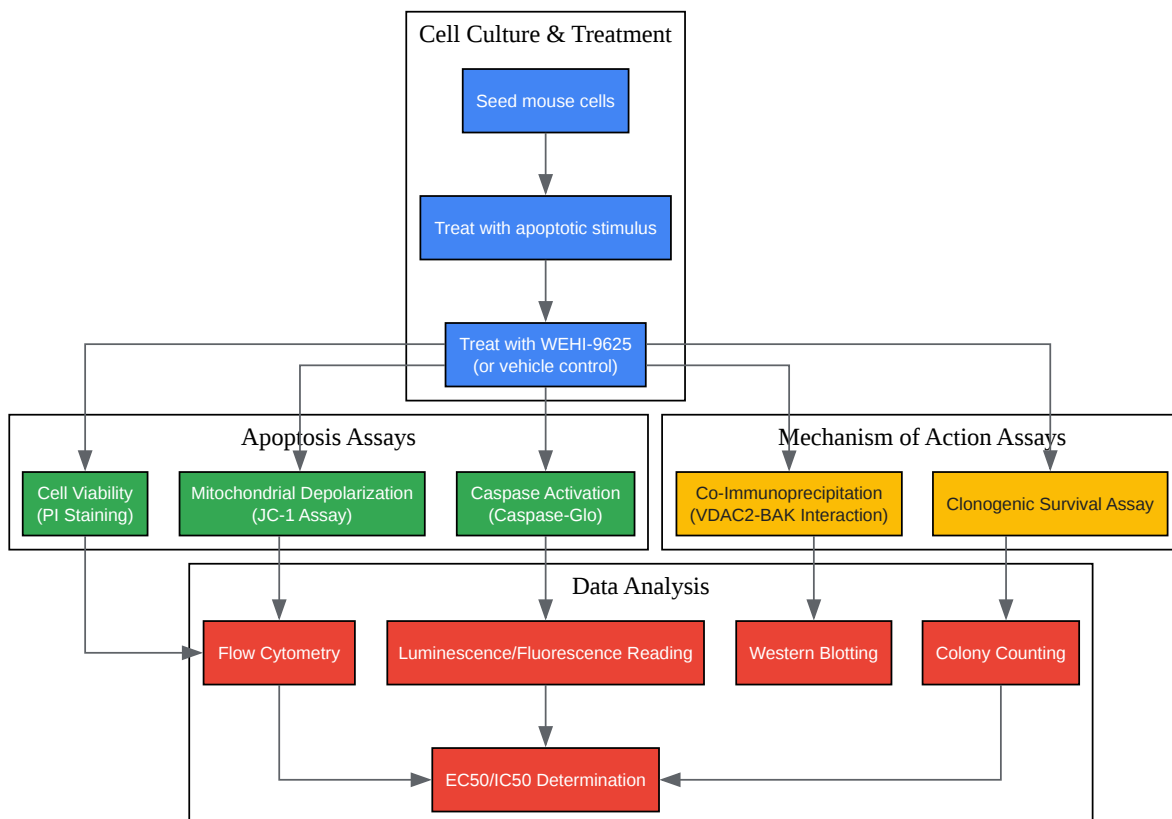 Cell Culture & Treatment
Seed mouse cells
Treat with apoptotic stimulus
Treat with WEHI-9625
(or vehicle control)
Apoptosis Assays
Mechanism of Action Assays
Cell Viability
(PI Staining)
Mitochondrial Depolarization
(JC-1 Assay)
Caspase Activation
(Caspase-Glo)
Co-Immunoprecipitation
(VDAC2-BAK Interaction)
Clonogenic Survival Assay
Data Analysis
Flow Cytometry
Luminescence/Fluorescence Reading
Western Blotting
Colony Counting
EC50/IC50 Determination